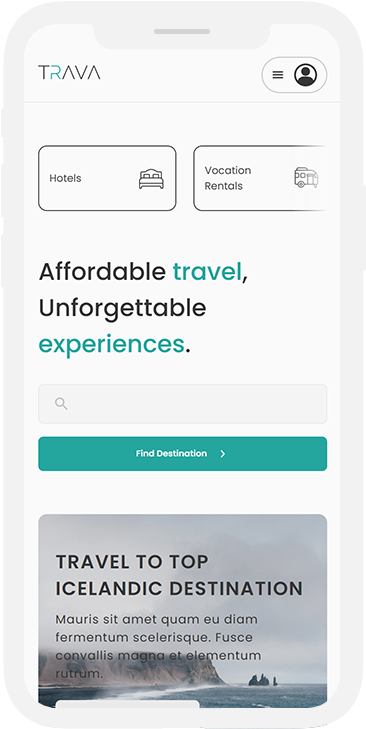 TRAVA
Hotels
Vocation
Rentals
Affordable travel,
Unforgettable
experiences.
Find Destination
TRAVEL TO TOP
ICELANDIC DESTINATION
Mauris sit amet quam eu diam
fermentum scelerisque. Fusce
convallis magna et elementum
rutrum.